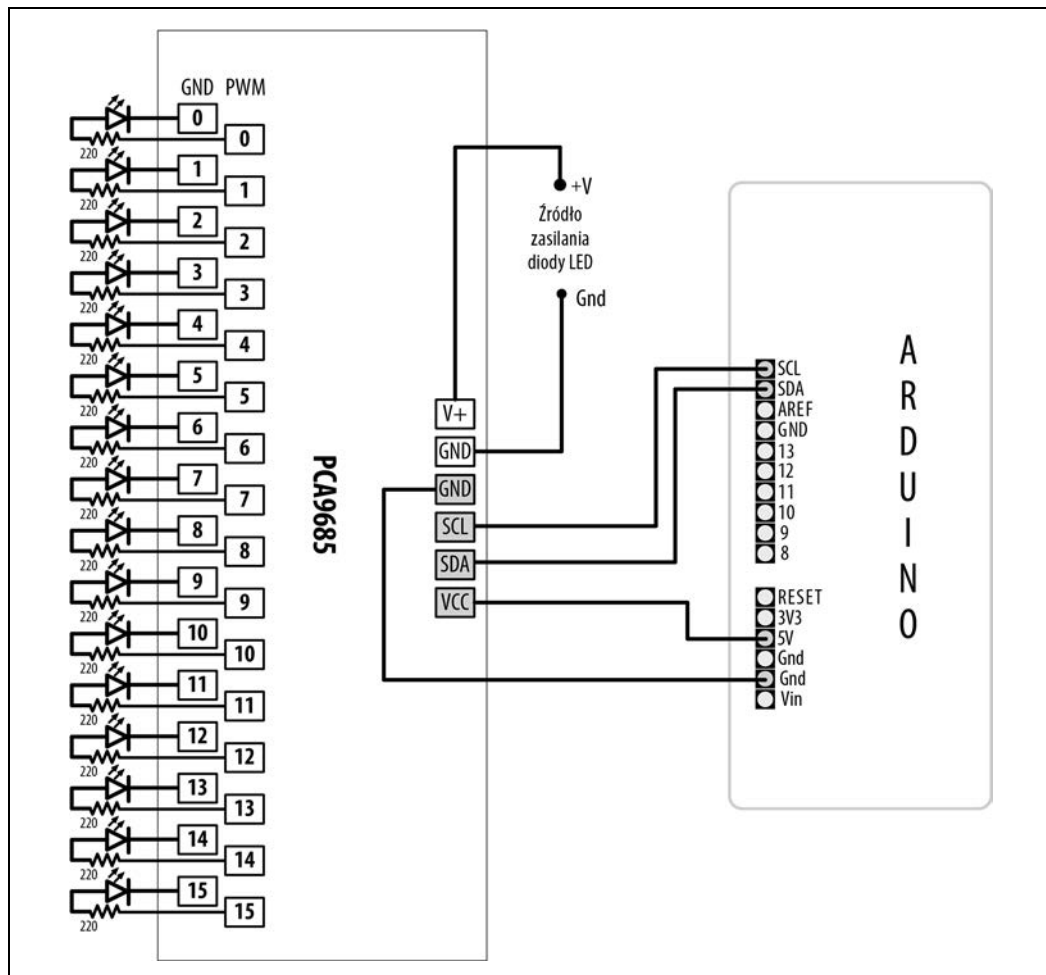 GND PWM
0
0
220
1
1
220
2
2
220
3
3
220
4
4
220
5
5
220
6
6
220
7
7
220
8
8
220
9
9
220
10
10
220
11
11
220
12
12
220
13
13
220
14
14
220
15
15
220
PCA9685
V+
GND
GND
SCL
SDA
VCC
+V
Źródło
zasilania
diody LED
Gnd
SCL
SDA
AREF
GND
13
12
11
10
9
8
RESET
3V3
5V
Gnd
Gnd
Vin
ARDUINO